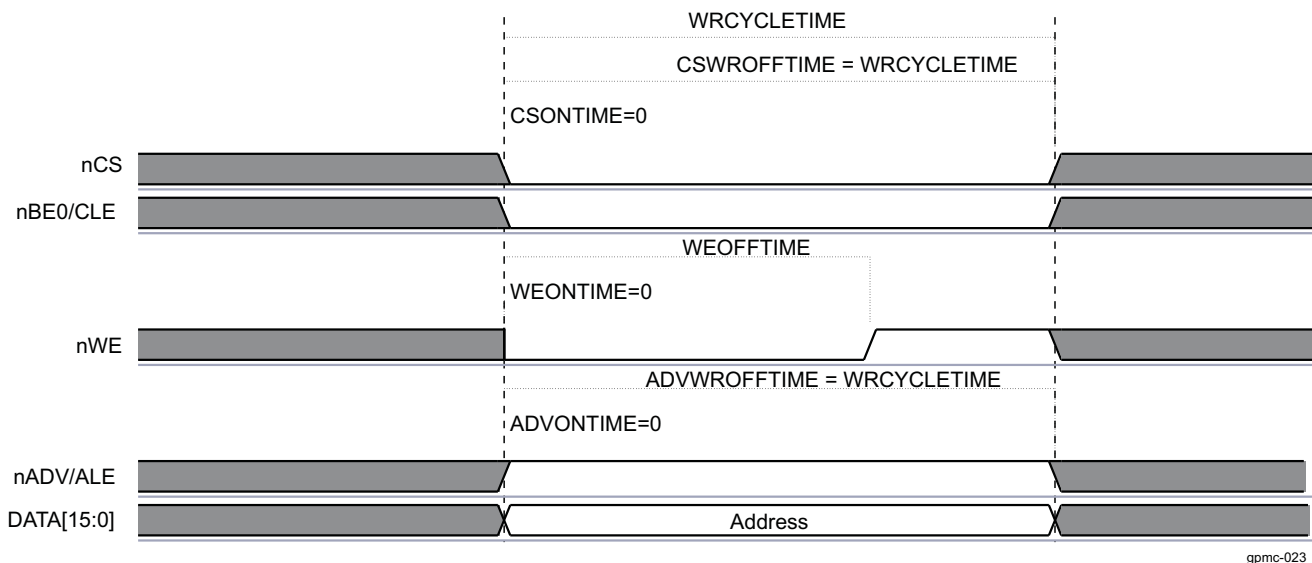 WRCYCLETIME
CSWROFFTIME = WRCYCLETIME
CSONTIME=0
nCS
nBE0/CLE
WEOFFTIME
WEONTIME=0
nWE
ADVWROFFTIME = WRCYCLETIME
ADVONTIME=0
nADV/ALE
DATA[15:0]
Address
gpmc-023